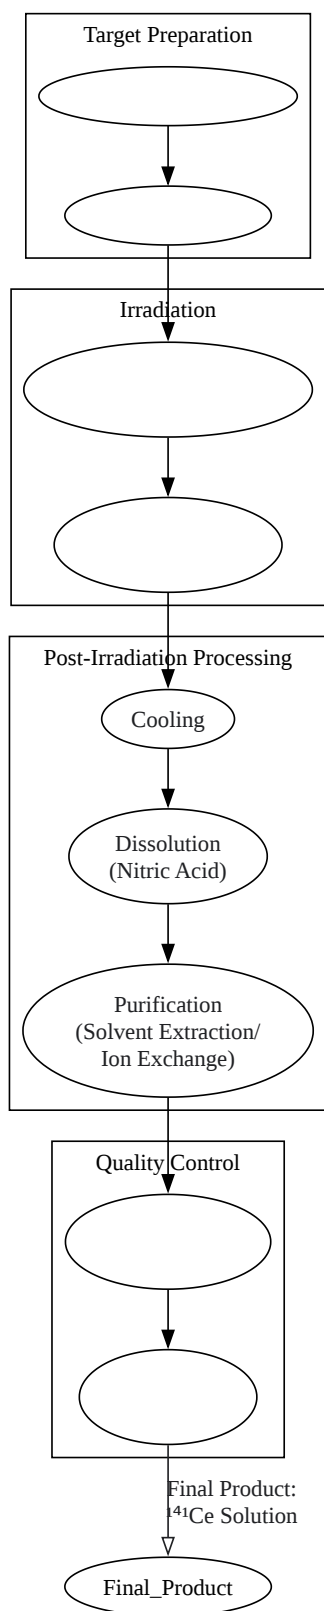 Target Preparation
Irradiation
Post-Irradiation Processing
Cooling
Dissolution
(Nitric Acid)
Purification
(Solvent Extraction/
Ion Exchange)
Quality Control
Final Product:
¹⁴¹Ce Solution
Final_Product